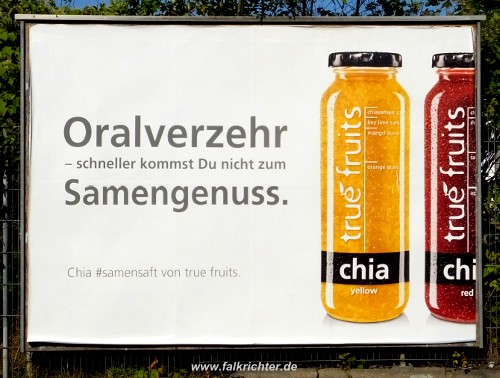 Oralverzehr
– schneller kommst Du nicht zum
Samengenuss.
Chia #samensaft von true fruits.
true fruits
chia
yellow
true fruits
chi
red
www.falkrichter.de